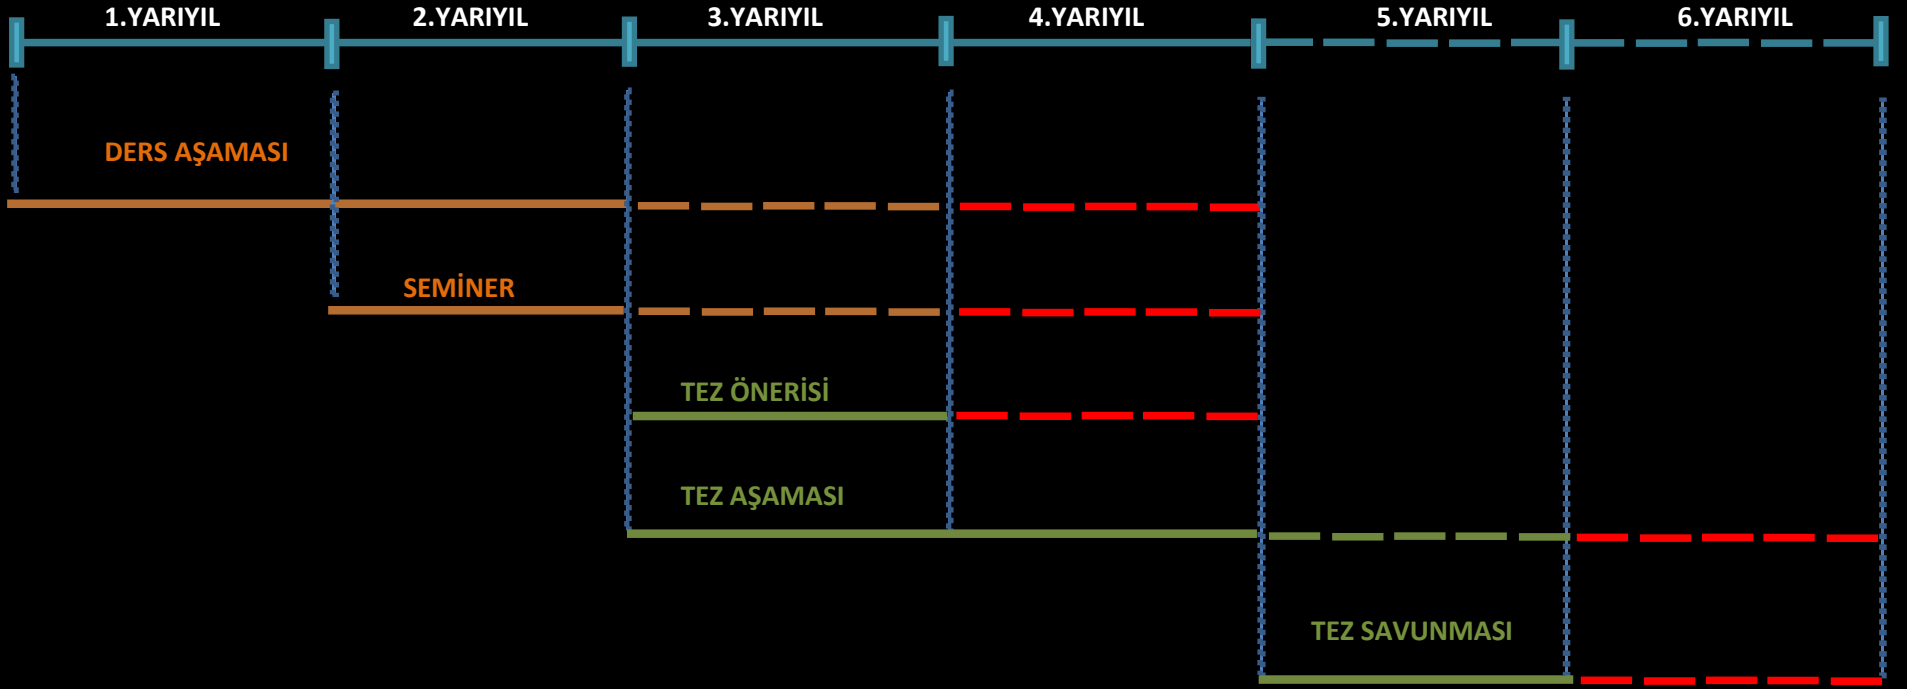 1.YARIYIL 2.YARIYIL 3.YARIYIL 4.YARIYIL 5.YARIYIL 6.YARIYIL
DERS AŞAMASI
SEMİNER
TEZ ÖNERİSİ
TEZ AŞAMASI
TEZ SAVUNMASI